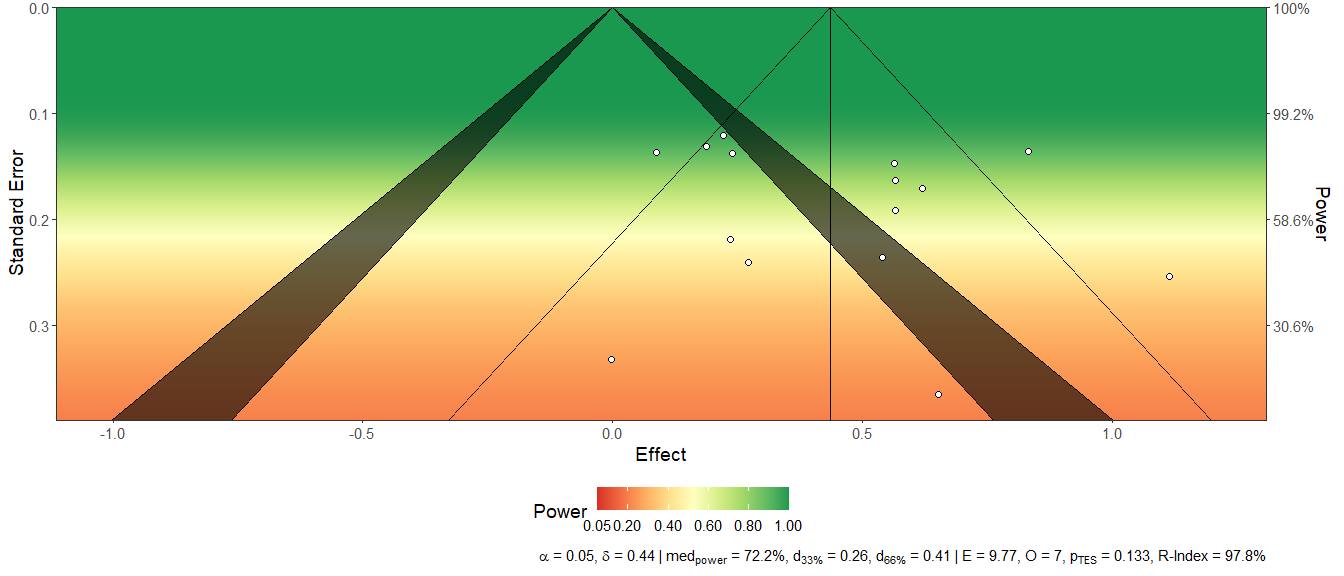 0.0
0.1
0.2
0.3
Standard Error
100%
99.2%
58.6%
30.6%
Power
-1.0 -0.5 0.0 0.5 1.0
Effect
Power
0.05 0.20 0.40 0.60 0.80 1.00
α = 0.05, δ = 0.44 | med_power = 72.2%, d_33% = 0.26, d_66% = 0.41 | E = 9.77, O = 7, p_TES = 0.133, R-Index = 97.8%